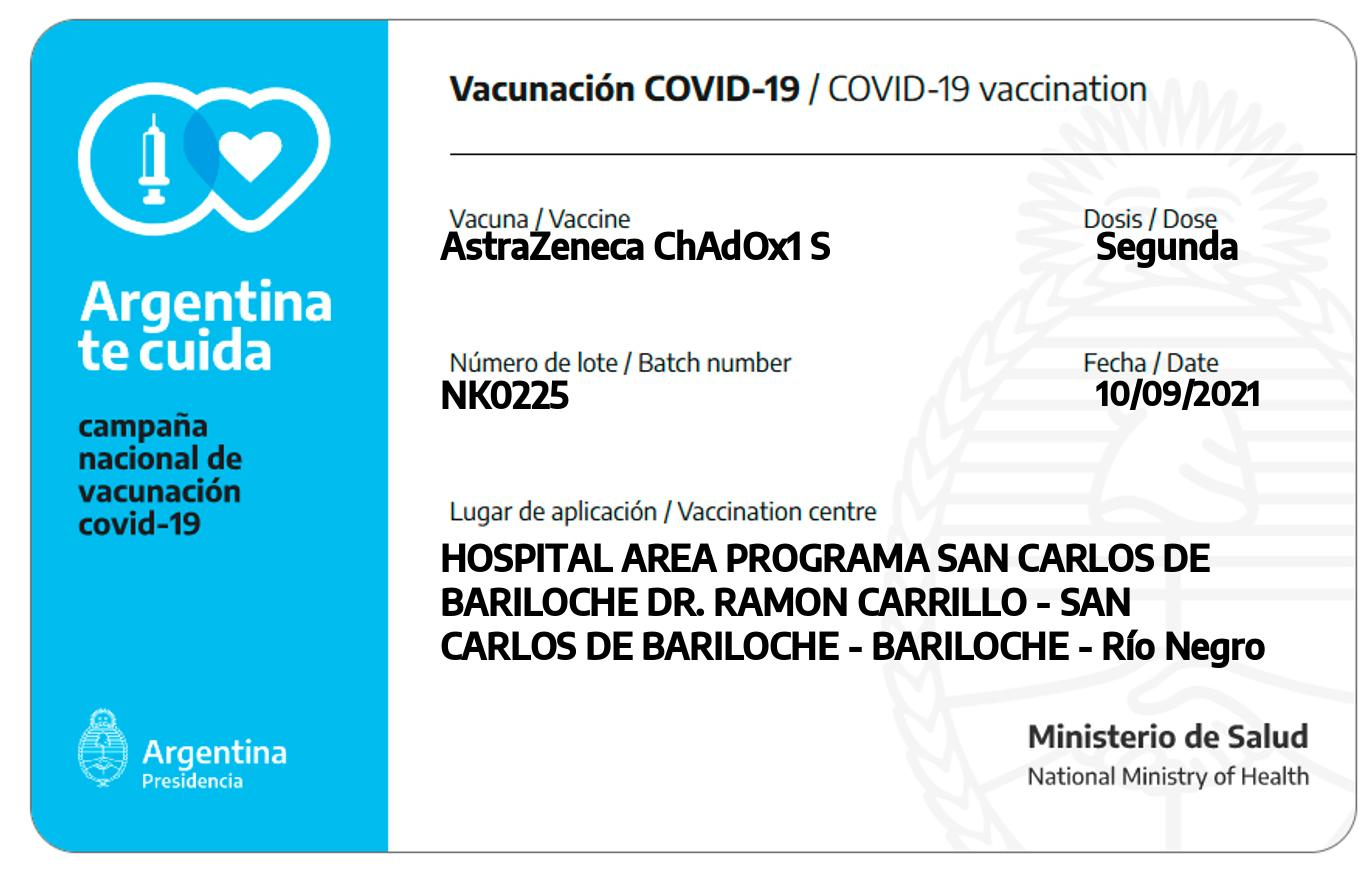 Vacunación COVID-19 / COVID-19 vaccination
Vacuna / Vaccine
AstraZeneca ChAdOx1 S
Dosis / Dose
Segunda
Número de lote / Batch number
NK0225
Fecha / Date
10/09/2021
Lugar de aplicación / Vaccination centre
HOSPITAL AREA PROGRAMA SAN CARLOS DE
BARILOCHE DR. RAMON CARRILLO - SAN
CARLOS DE BARILOCHE - BARILOCHE - Río Negro
Ministerio de Salud
National Ministry of Health
Argentina
te cuida
campaña
nacional de
vacunación
covid-19
Argentina
Presidencia